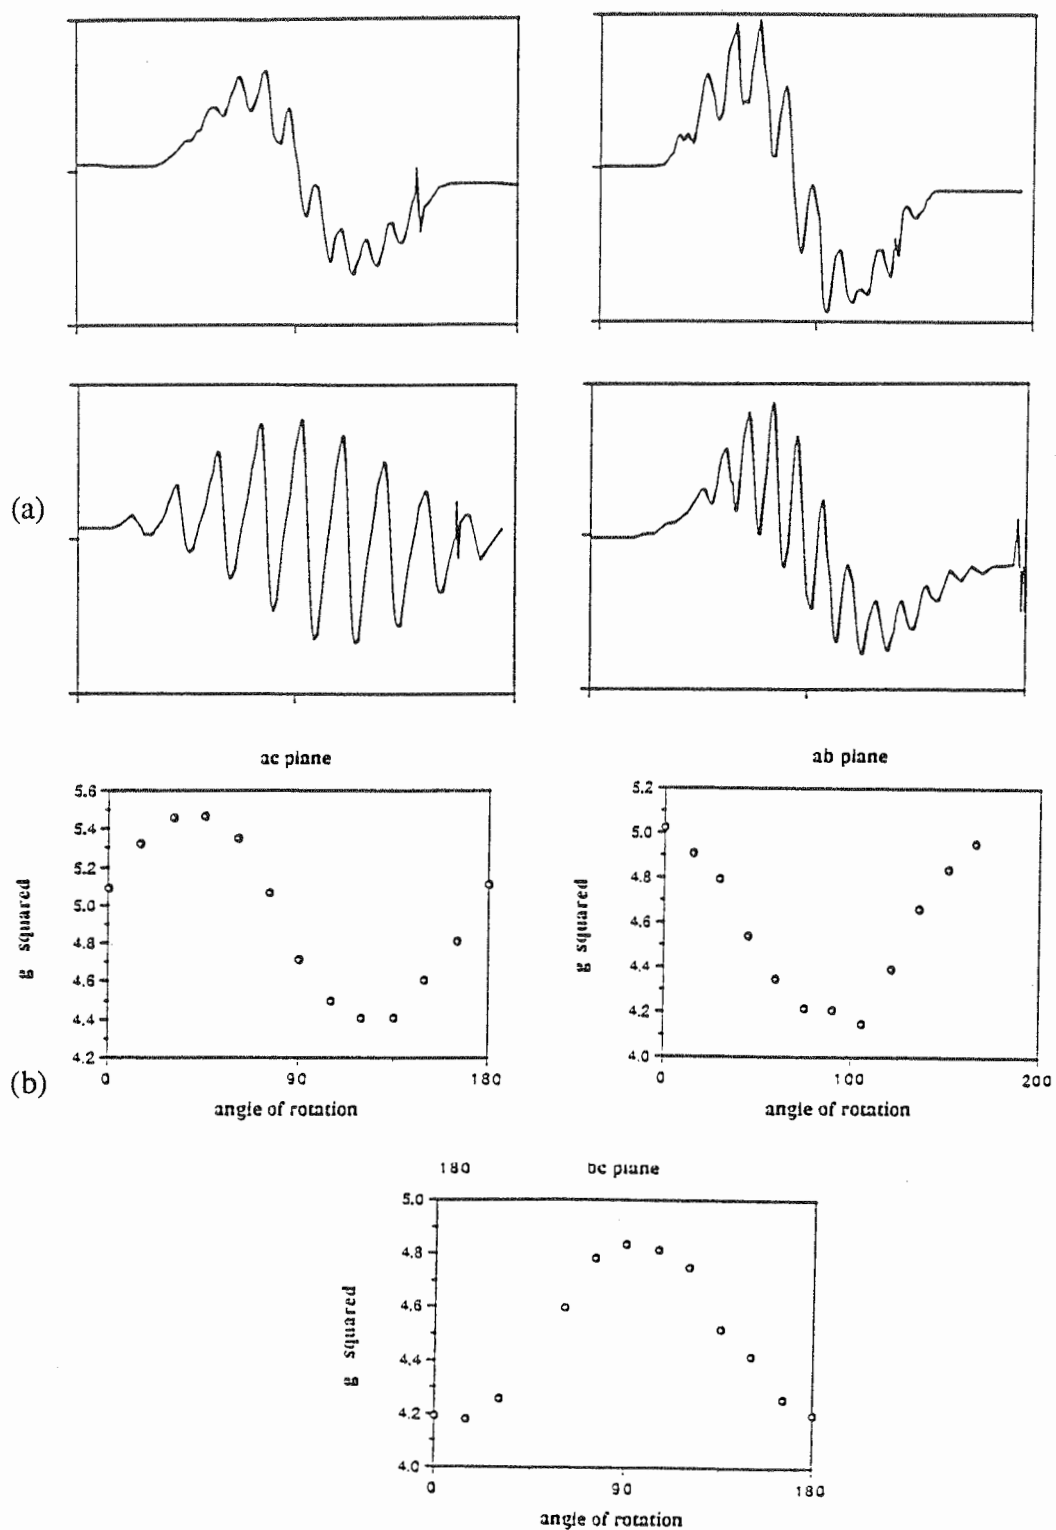 (a)
ac plane
ab plane
5.6
5.4
5.2
5.0
4.8
4.6
4.4
4.2
g squared
0
90
180
angle of rotation
5.2
5.0
4.8
4.6
4.4
4.2
4.0
g squared
0
100
200
angle of rotation
(b)
180
bc plane
5.0
4.8
4.6
4.4
4.2
4.0
g squared
0
90
180
angle of rotation